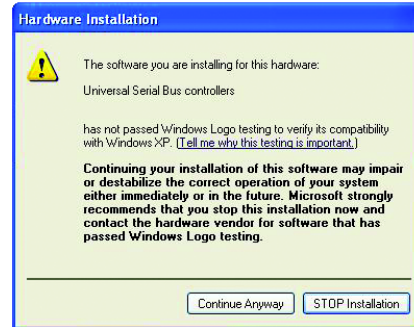 Hardware Installation
The software you are installing for this hardware:
Universal Serial Bus controllers
has not passed Windows Logo testing to verify its compatibility
with Windows XP. (Tell me why this testing is important.)
Continuing your installation of this software may impair
or destabilize the correct operation of your system
either immediately or in the future. Microsoft strongly
recommends that you stop this installation now and
contact the hardware vendor for software that has
passed Windows Logo testing.
Continue Anyway
STOP Installation